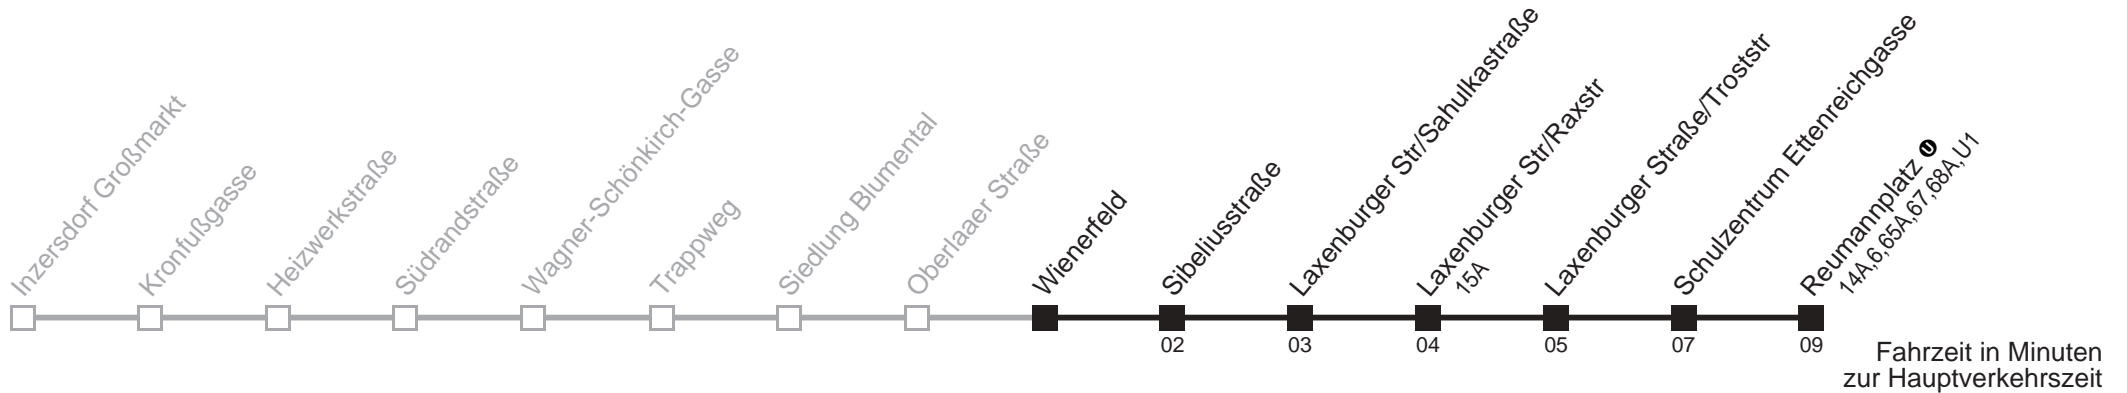 Inzersdorf Großmarkt
Kronfußgasse
Heizwerkstraße
Südrandstraße
Wagner-Schönkirch-Gasse
Trappweg
Siedlung Blumental
Oberlaaer Straße
Wienerfeld
Sibeliusstraße
02
Laxenburger Str/Sahulkastraße
03
Laxenburger Str/Raxstr
15A
04
Laxenburger Straße/Troststr
05
Schulzentrum Ettenreichgasse
07
Reumannplatz U
14A,6,65A,67,68A,U1
09
Fahrzeit in Minuten
zur Hauptverkehrszeit